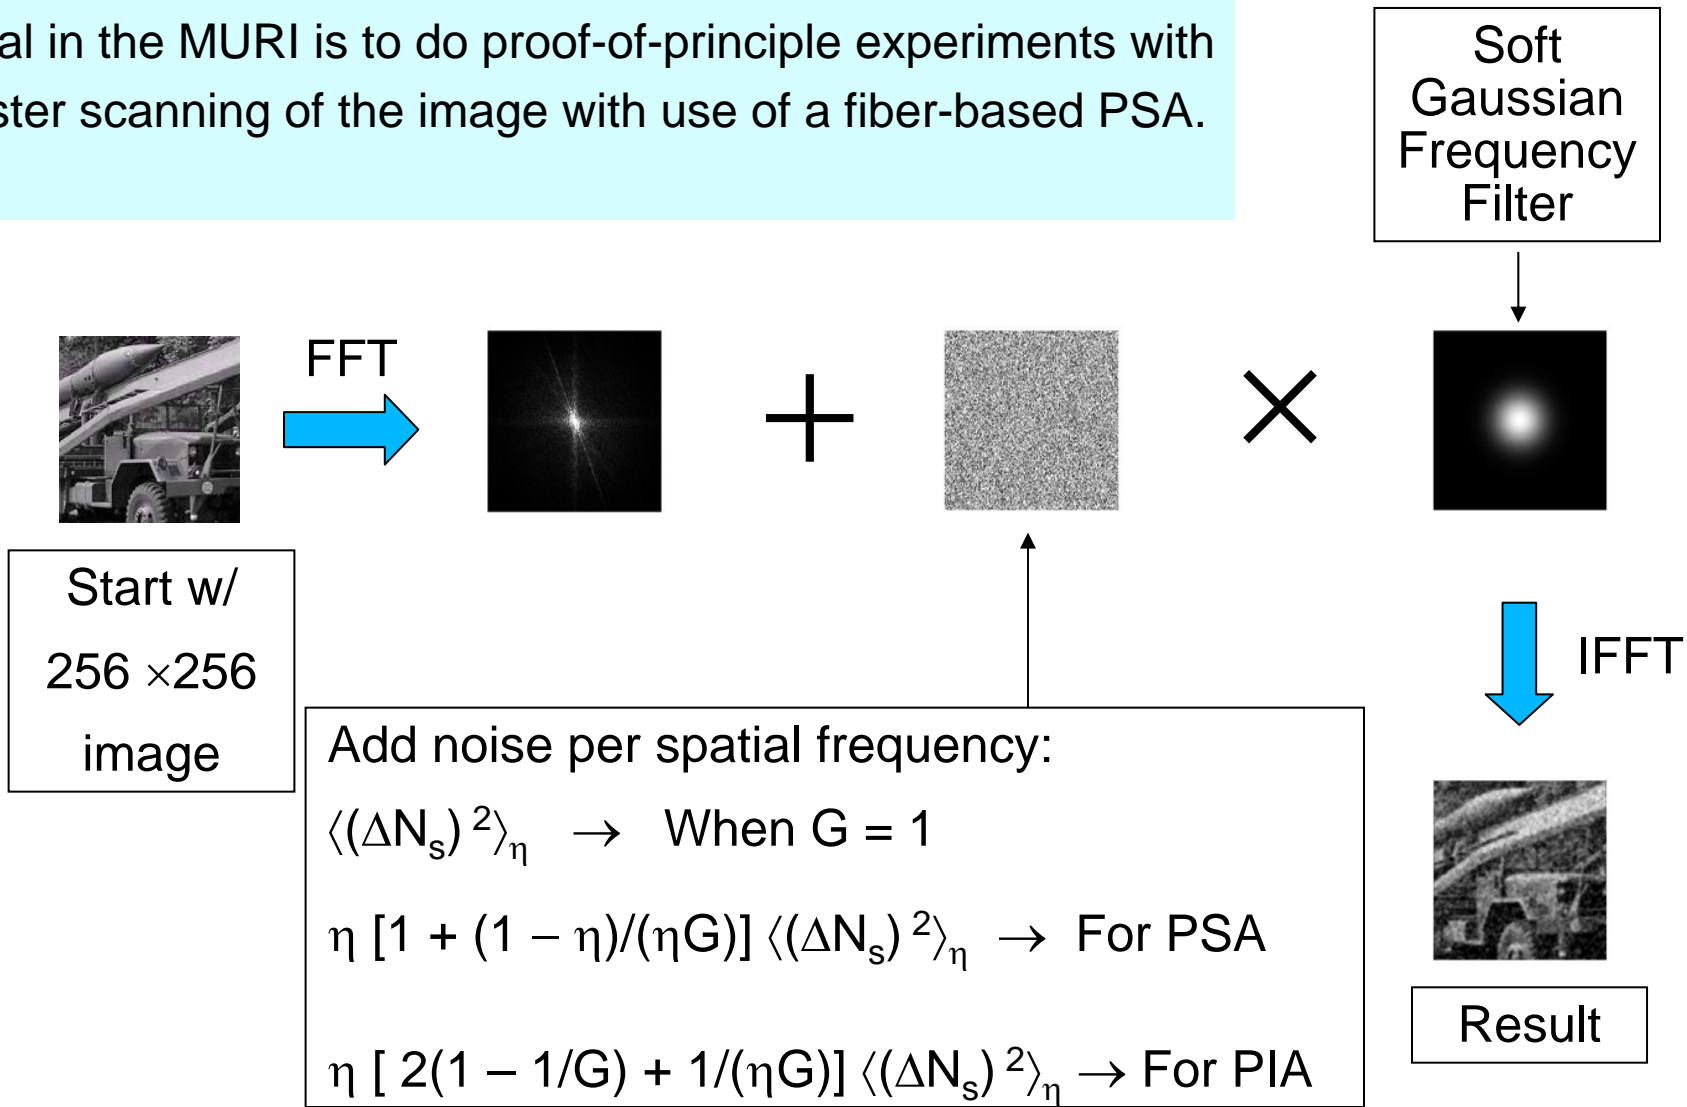 al in the MURI is to do proof-of-principle experiments with
ster scanning of the image with use of a fiber-based PSA.
Soft
Gaussian
Frequency
Filter
FFT
+
×
Start w/
256 ×256
image
IFFT
Add noise per spatial frequency:
⟨(ΔNₛ) ²⟩_η → When G = 1
η [1 + (1 – η)/(ηG)] ⟨(ΔNₛ) ²⟩_η → For PSA
η [ 2(1 – 1/G) + 1/(ηG)] ⟨(ΔNₛ) ²⟩_η → For PIA
Result